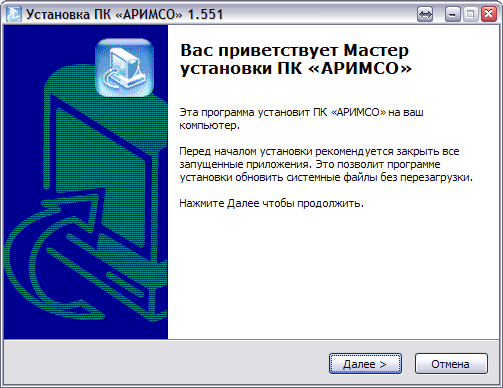 Установка ПК «АРИМСО» 1.551
Вас приветствует Мастер
установки ПК «АРИМСО»
Эта программа установит ПК «АРИМСО» на ваш
компьютер.
Перед началом установки рекомендуется закрыть все
запущенные приложения. Это позволит программе
установки обновить системные файлы без перезагрузки.
Нажмите Далее чтобы продолжить.
Далее >
Отмена